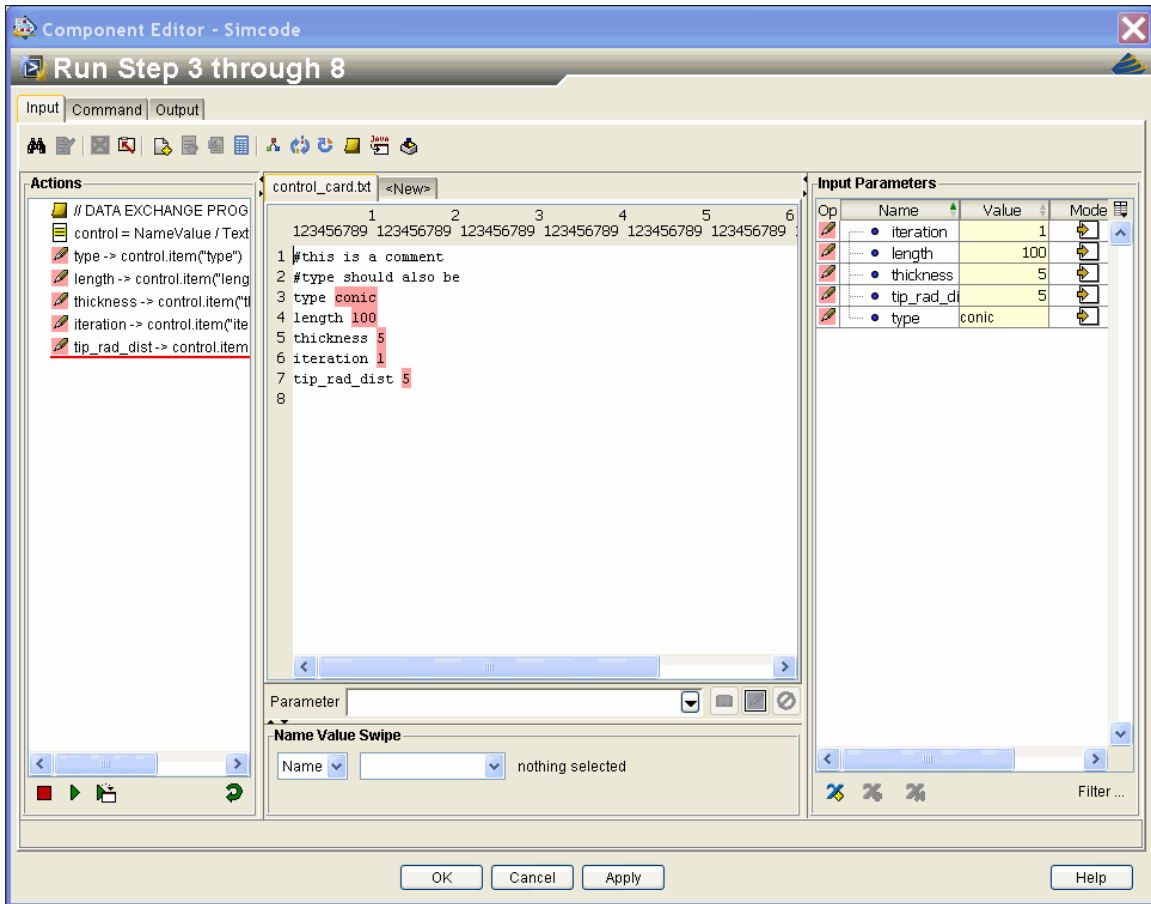 Component Editor - Simcode
Run Step 3 through 8
Input Command Output
Java
Actions
// DATA EXCHANGE PROG
control = NameValue / Text
type -> control.item("type")
length -> control.item("leng
thickness -> control.item("tl
iteration -> control.item("ite
tip_rad_dist -> control.item
control_card.txt <New>
1 2 3 4 5 6
123456789 123456789 123456789 123456789 123456789 123456789 1
1 #this is a comment
2 #type should also be
3 type conic
4 length 100
5 thickness 5
6 iteration 1
7 tip_rad_dist 5
8
Parameter
Name Value Swipe
Name nothing selected
Input Parameters
Op Name Value Mode
iteration 1
length 100
thickness 5
tip_rad_di 5
type conic
Filter ...
OK Cancel Apply Help